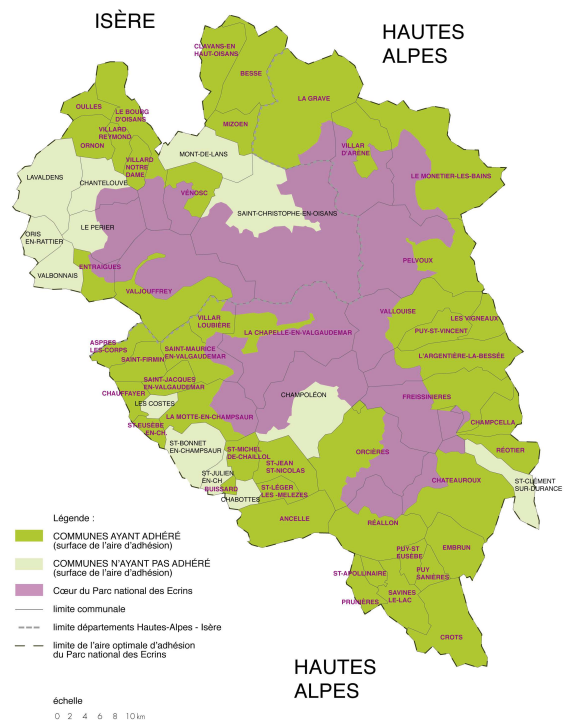 ISÈRE
HAUTES
ALPES
CLAVANS-EN
HAUT-OISANS
BESSE
LA GRAVE
OULLES
LE BOURG
D'OISANS
MIZOEN
VILLARD
REYMOND
ORNON
VILLAR
D'ARÈNE
MONT-DE-LANS
VILLARD
NOTRE
DAME
LAVALDENS
CHANTELOUVE
LE MONETIER-LES-BAINS
VENOSC
SAINT-CHRISTOPHE-EN-OISANS
LE PERIER
ORIS
EN-RATTIER
PELVOUX
ENTRAIGUES
VALBONNAIS
VALJOUFFREY
VALLOUISE
VILLAR
LOUBIÈRE
LES VIGNEAUX
LA CHAPELLE-EN-VALGAUDEMAR
PUY-ST-VINCENT
ASPRES
LES-CORPS
SAINT-MAURICE
EN-VALGAUDEMAR
SAINT-FIRMIN
L'ARGENTIÈRE-LA-BESSÉE
SAINT-JACQUES
EN-VALGAUDEMAR
CHAUFFAYER
CHAMPOLÉON
FREISSINIERES
LES COSTES
LA MOTTE-EN-CHAMPSAUR
ST-EUSÈBE
-EN-CH.
CHAMPCELLA
ST-BONNET
EN-CHAMPSAUR
ST-MICHEL
DE-CHAILLOL
ORCIÈRES
RÉOTIER
ST-JEAN
ST-NICOLAS
ST-JULIEN
EN-CH
CHATEAUROUX
ST-CLÉMENT
SUR-DURANCE
BUISSARD
ST-LÉGER
LES -MELEZES
CHABOTTES
ANCELLE
RÉALLON
EMBRUN
PUY-ST
EUSÈBE
ST-APOLLINAIRE
PUY
SANIÈRES
SAVINES
LE-LAC
PRUNIÈRES
CROTS
HAUTES
ALPES
Légende :
COMMUNES AYANT ADHÉRÉ
(surface de l'aire d'adhésion)
COMMUNES N'AYANT PAS ADHÉRÉ
(surface de l'aire d'adhésion)
Cœur du Parc national des Ecrins
limite communale
limite départements Hautes-Alpes - Isère
limite de l'aire optimale d'adhésion
du Parc national des Ecrins
échelle
0 2 4 6 8 10 km